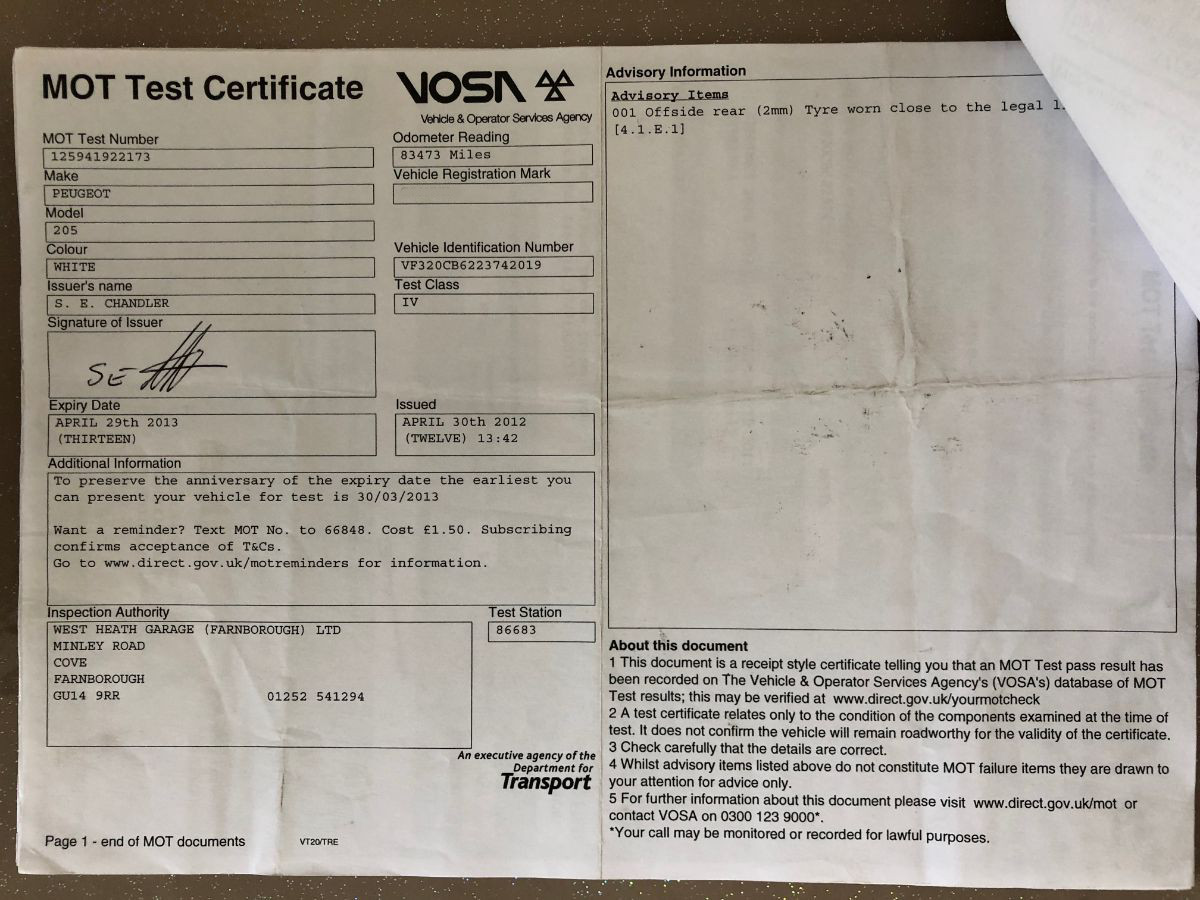 MOT Test Certificate
VOSA
Vehicle & Operator Services Agency
MOT Test Number
125941922173
Odometer Reading
83473 Miles
Make
PEUGEOT
Vehicle Registration Mark
Model
205
Colour
WHITE
Vehicle Identification Number
VF320CB6223742019
Issuer's name
S. E. CHANDLER
Test Class
IV
Signature of Issuer
SE
Expiry Date
APRIL 29th 2013
(THIRTEEN)
Issued
APRIL 30th 2012
(TWELVE) 13:42
Additional Information
To preserve the anniversary of the expiry date the earliest you
can present your vehicle for test is 30/03/2013
Want a reminder? Text MOT No. to 66848. Cost £1.50. Subscribing
confirms acceptance of T&Cs.
Go to www.direct.gov.uk/motreminders for information.
Inspection Authority
WEST HEATH GARAGE (FARNBOROUGH) LTD
MINLEY ROAD
COVE
FARNBOROUGH
GU14 9RR 01252 541294
Test Station
86683
An executive agency of the
Department for
Transport
Page 1 - end of MOT documents
VT20/TRE
Advisory Information
Advisory Items
001 Offside rear (2mm) Tyre worn close to the legal
[4.1.E.1]
About this document
1 This document is a receipt style certificate telling you that an MOT Test pass result has
been recorded on The Vehicle & Operator Services Agency's (VOSA's) database of MOT
Test results; this may be verified at www.direct.gov.uk/yourmotcheck
2 A test certificate relates only to the condition of the components examined at the time of
test. It does not confirm the vehicle will remain roadworthy for the validity of the certificate.
3 Check carefully that the details are correct.
4 Whilst advisory items listed above do not constitute MOT failure items they are drawn to
your attention for advice only.
5 For further information about this document please visit www.direct.gov.uk/mot or
contact VOSA on 0300 123 9000*.
*Your call may be monitored or recorded for lawful purposes.